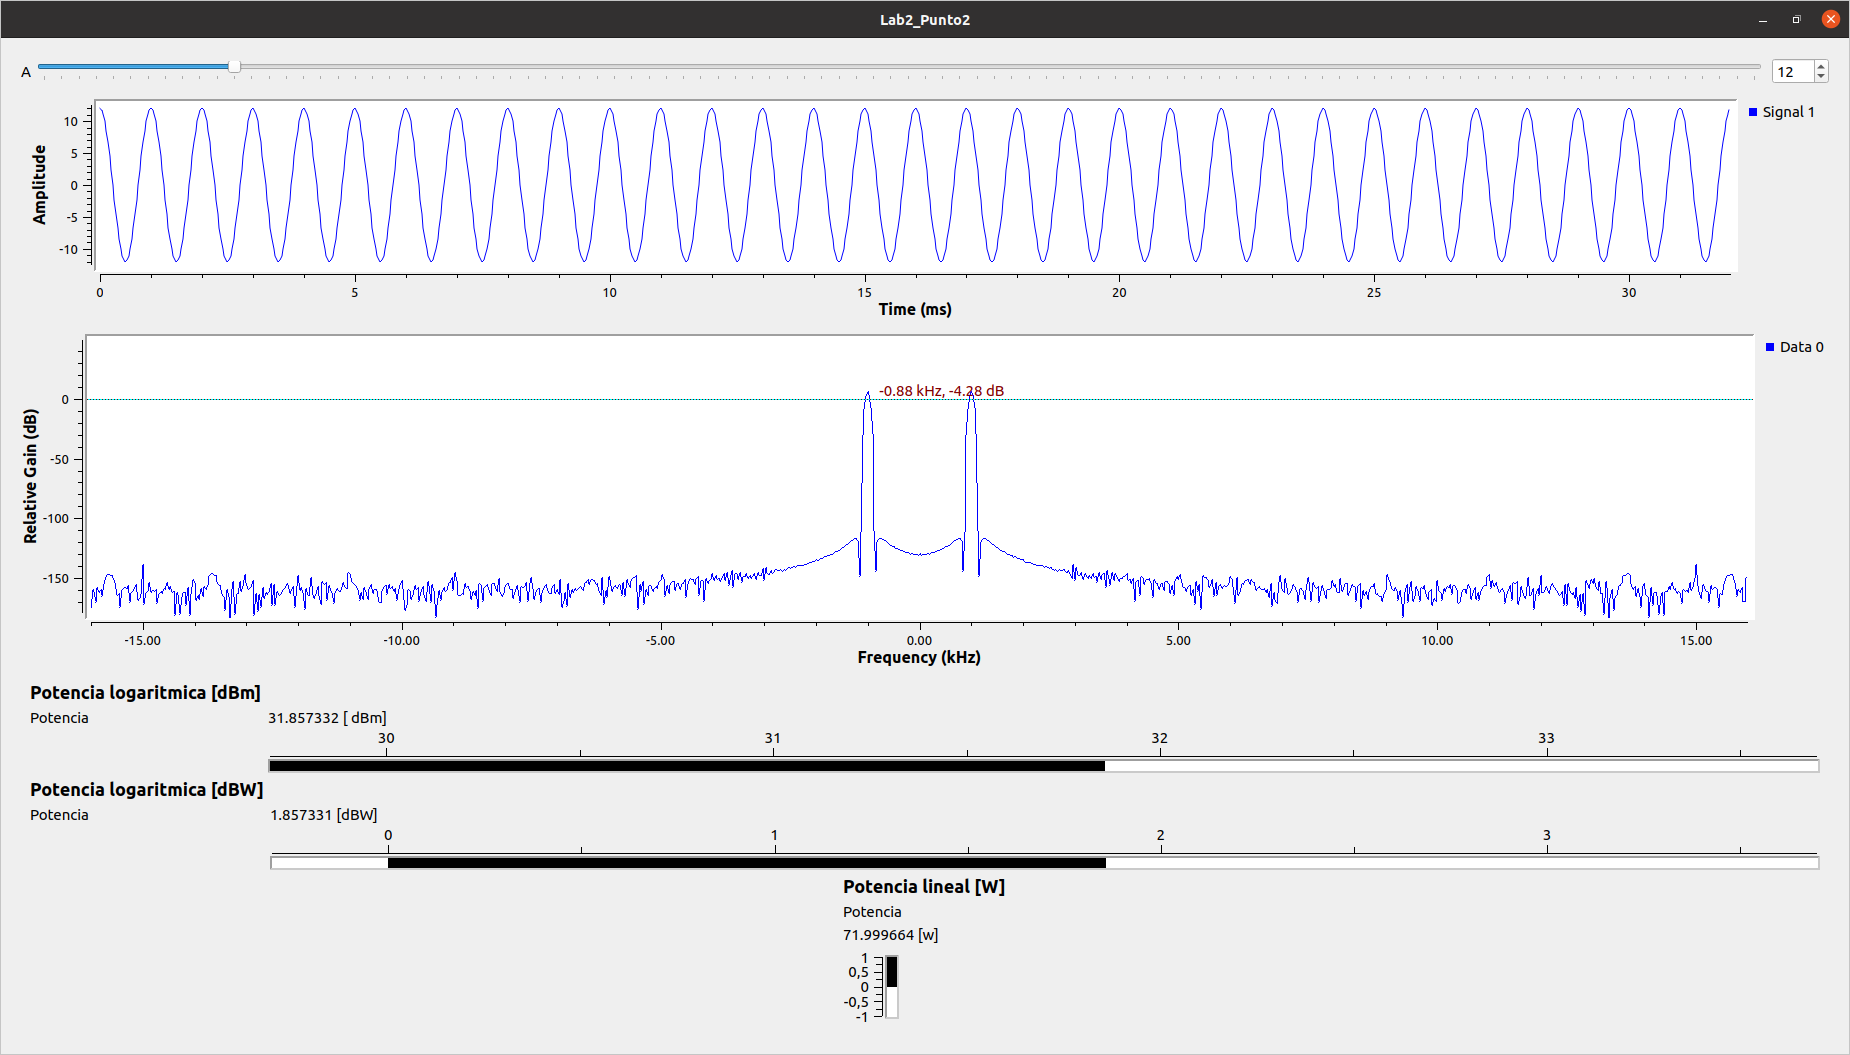 Lab2_Punto2
A
12
Signal 1
10
5
0
-5
-10
Amplitude
0 5 10 15 20 25 30
Time (ms)
Data 0
-0.88 kHz, -4.28 dB
0
-50
-100
-150
Relative Gain (dB)
-15.00 -10.00 -5.00 0.00 5.00 10.00 15.00
Frequency (kHz)
Potencia logaritmica [dBm]
Potencia 31.857332 [ dBm]
30 31 32 33
Potencia logaritmica [dBW]
Potencia 1.857331 [dBW]
0 1 2 3
Potencia lineal [W]
Potencia
71.999664 [w]
1
0,5
0
-0,5
-1